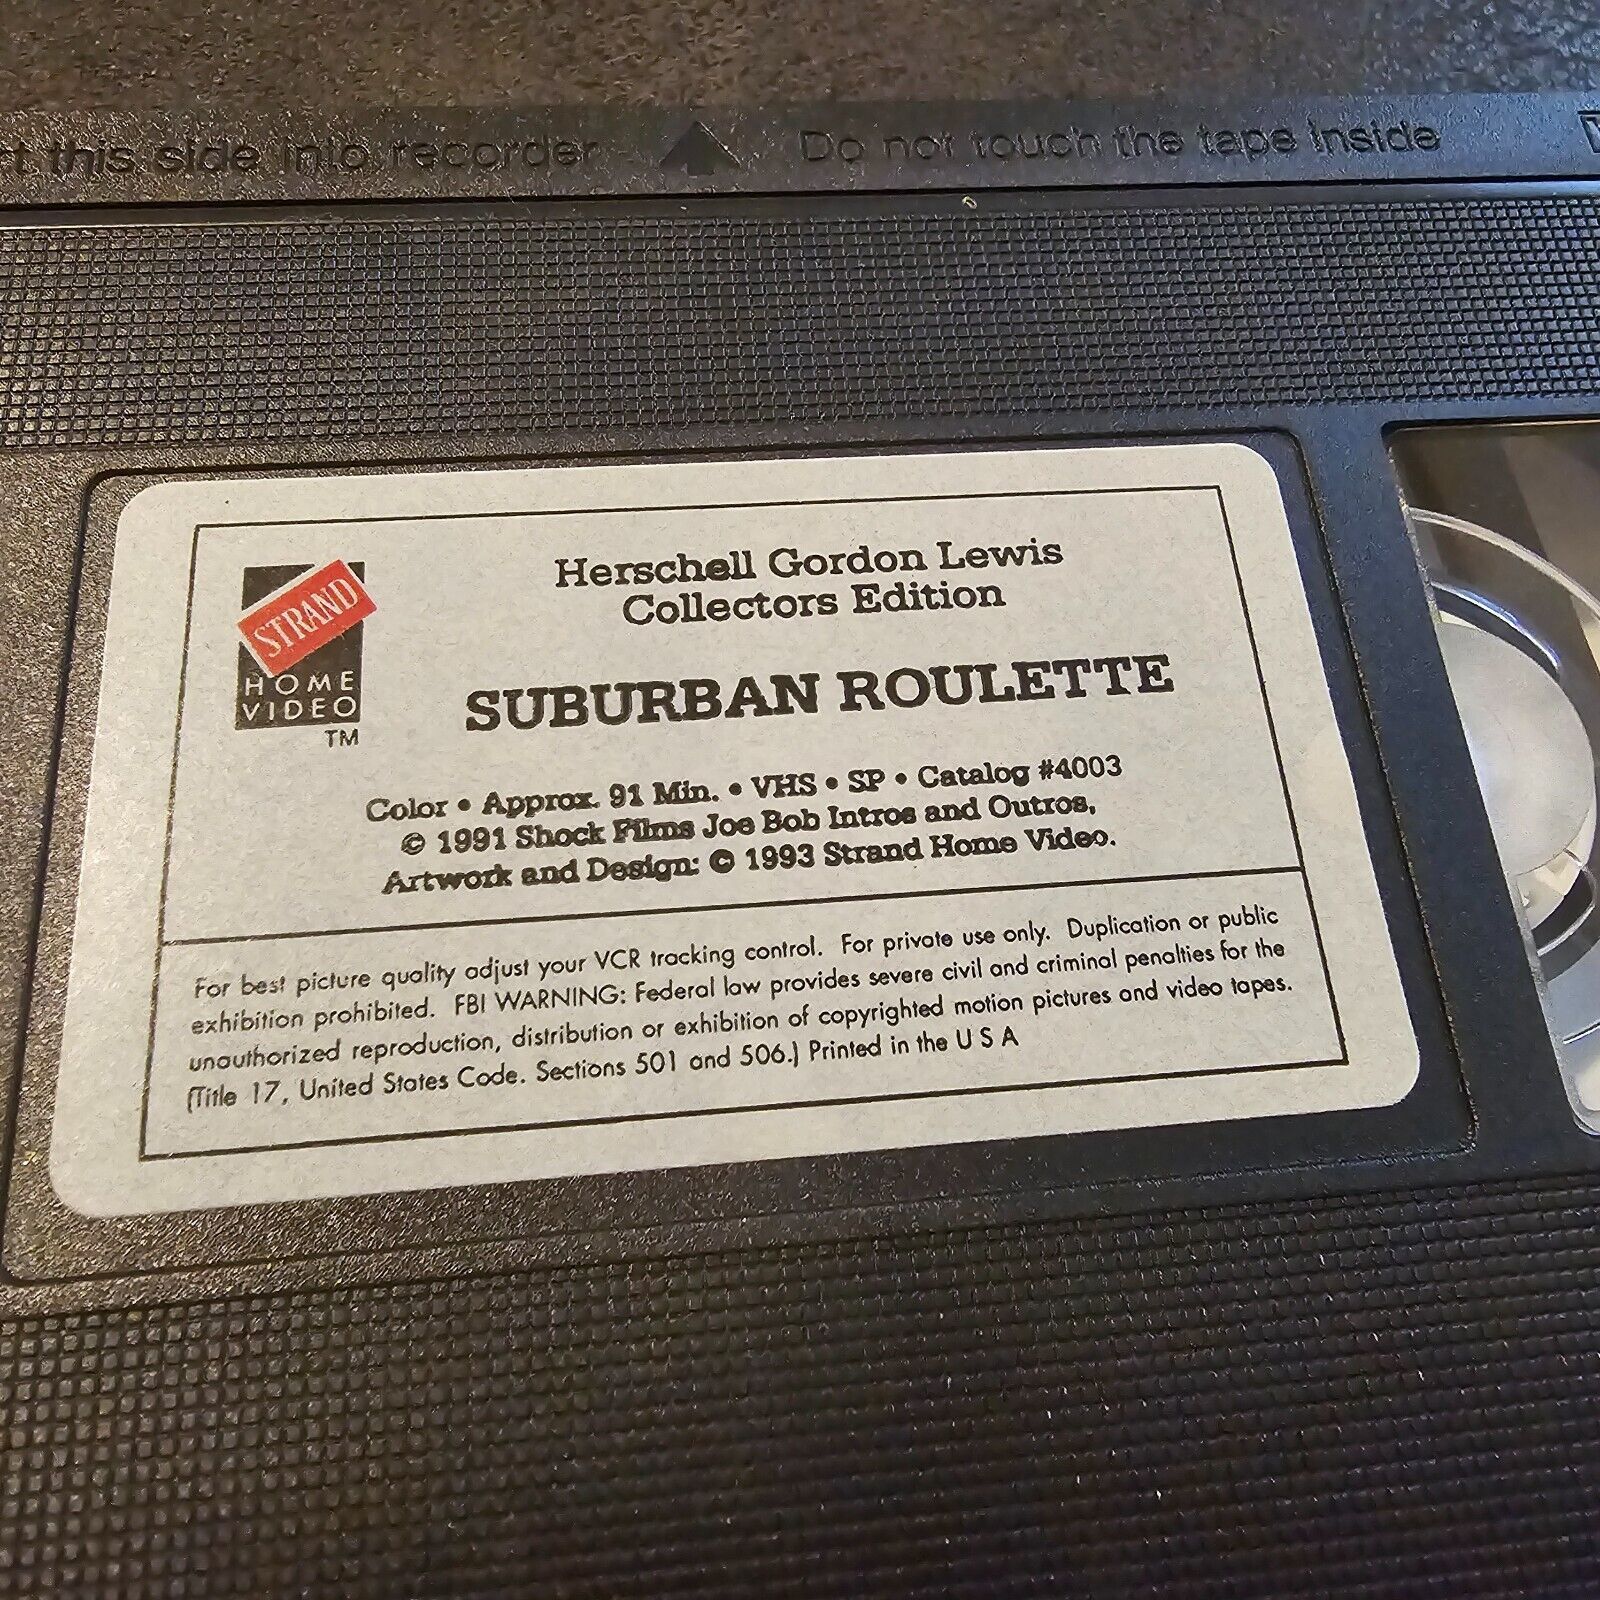 this side into recorder
Do not touch the tape inside
STRAND
HOME
VIDEO
TM
Herschell Gordon Lewis
Collectors Edition
SUBURBAN ROULETTE
Color • Approx. 91 Min. • VHS • SP • Catalog #4003
© 1991 Shock Films Joe Bob Intros and Outros,
Artwork and Design: © 1993 Strand Home Video.
For best picture quality adjust your VCR tracking control. For private use only. Duplication or public
exhibition prohibited. FBI WARNING: Federal law provides severe civil and criminal penalties for the
unauthorized reproduction, distribution or exhibition of copyrighted motion pictures and video tapes.
(Title 17, United States Code. Sections 501 and 506.) Printed in the U S A